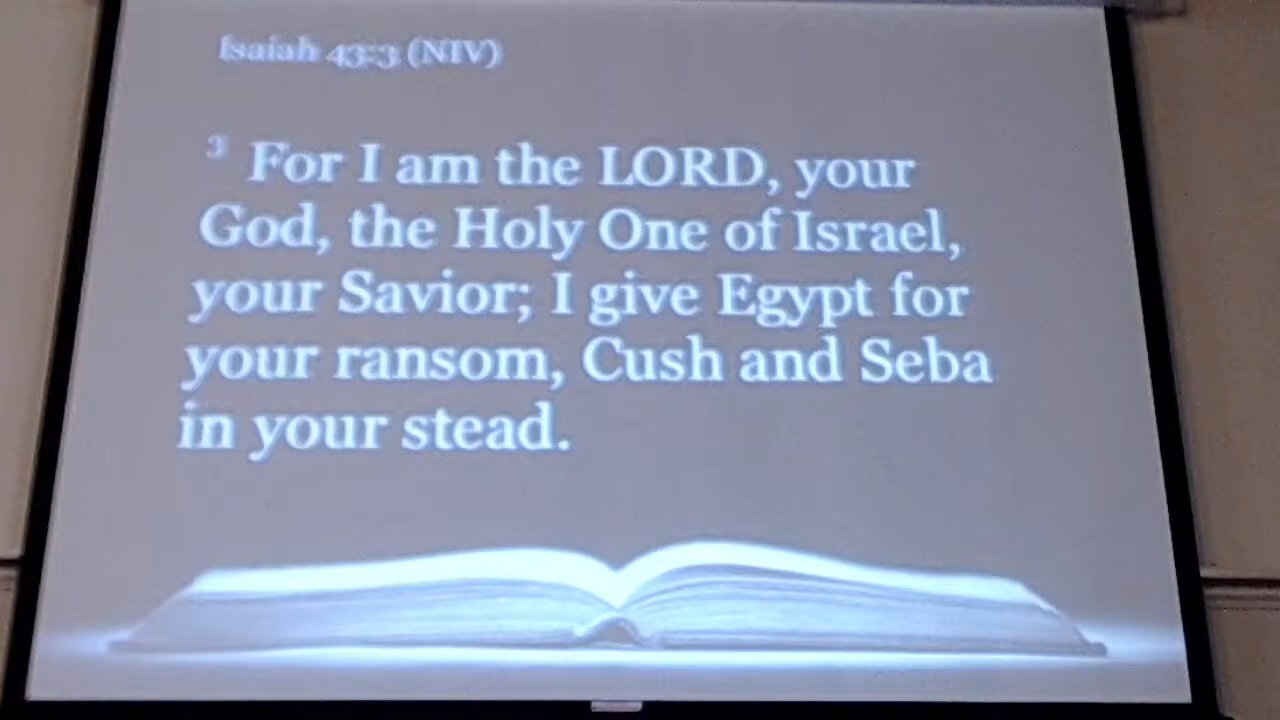 Isaiah 43:3 (NIV)
3 For I am the LORD, your
God, the Holy One of Israel,
your Savior; I give Egypt for
your ransom, Cush and Seba
in your stead.